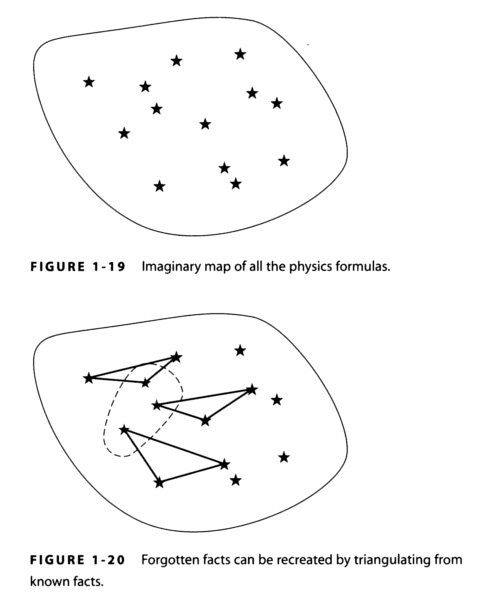 FIGURE 1-19 Imaginary map of all the physics formulas.
FIGURE 1-20 Forgotten facts can be recreated by triangulating from
known facts.